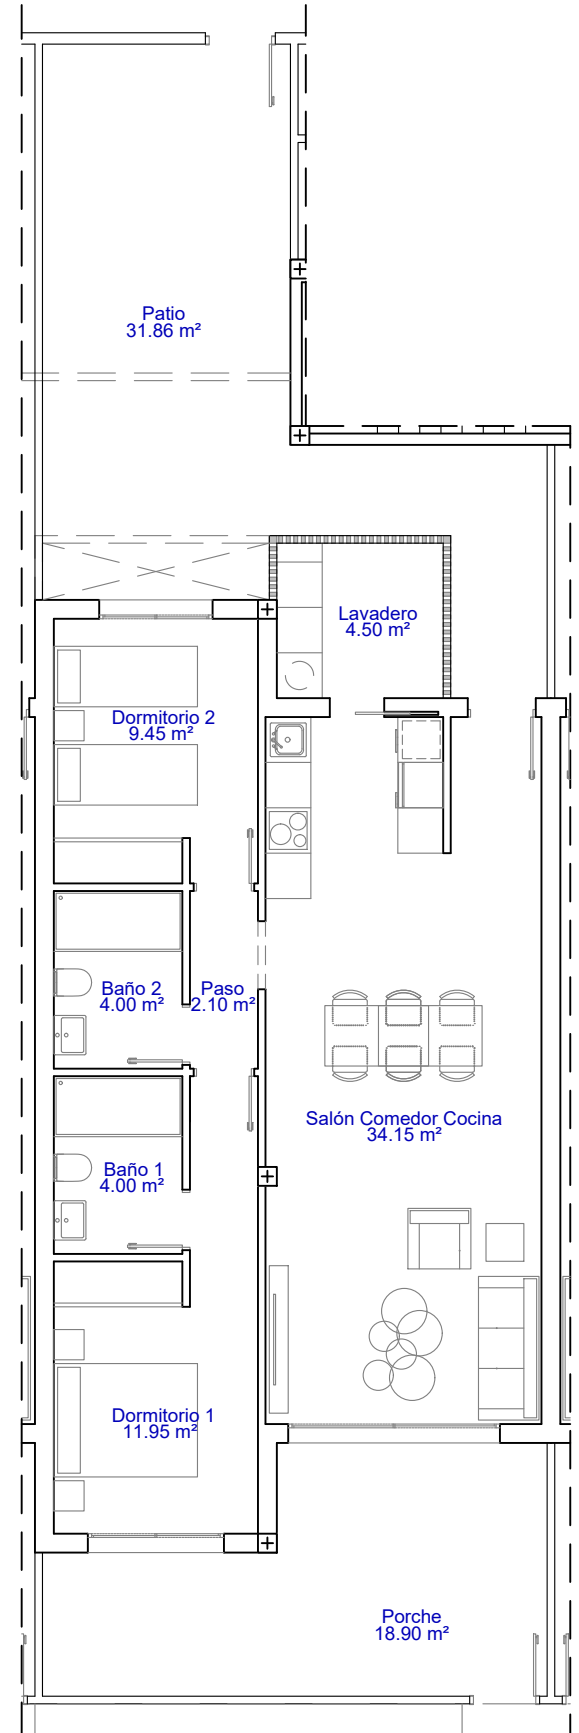 Patio
31.86 m²
Lavadero
4.50 m²
Dormitorio 2
9.45 m²
Baño 2
4.00 m²
Paso
2.10 m²
Salón Comedor Cocina
34.15 m²
Baño 1
4.00 m²
Dormitorio 1
11.95 m²
Porche
18.90 m²